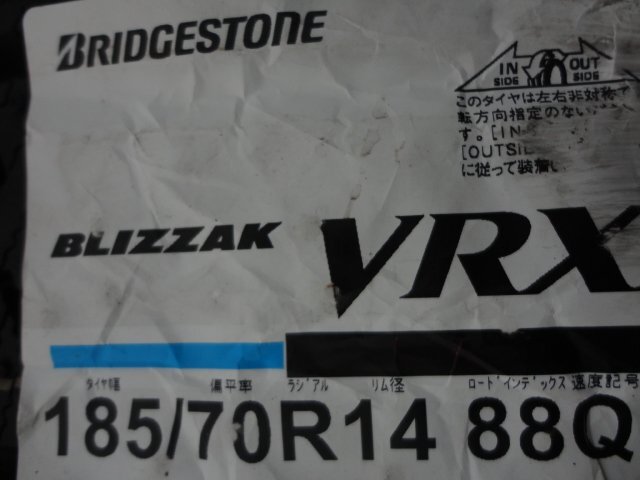 BRIDGESTONE
IN OUT
SIDE SIDE
このタイヤは左右非対称で
転方向指定のない
す。[IN
[OUTSI
に従って装着
BLIZZAK VRX
タイヤ幅 偏平率 ラジアル リム径 ロードインデックス 速度記号
185/70R14 88Q